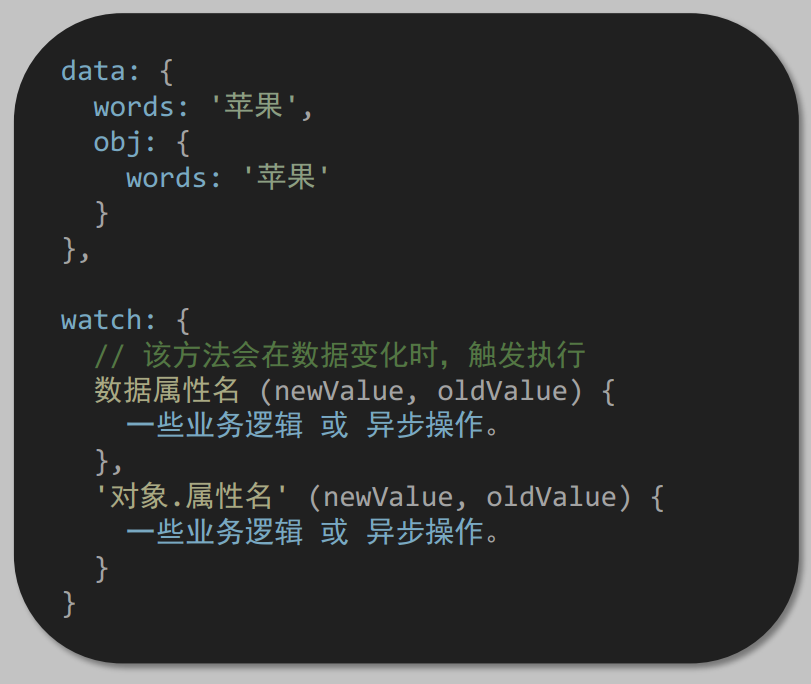 data: {
words: '苹果',
obj: {
words: '苹果'
}
},
watch: {
// 该方法会在数据变化时，触发执行
数据属性名 (newValue, oldValue) {
一些业务逻辑 或 异步操作。
},
'对象.属性名' (newValue, oldValue) {
一些业务逻辑 或 异步操作。
}
}